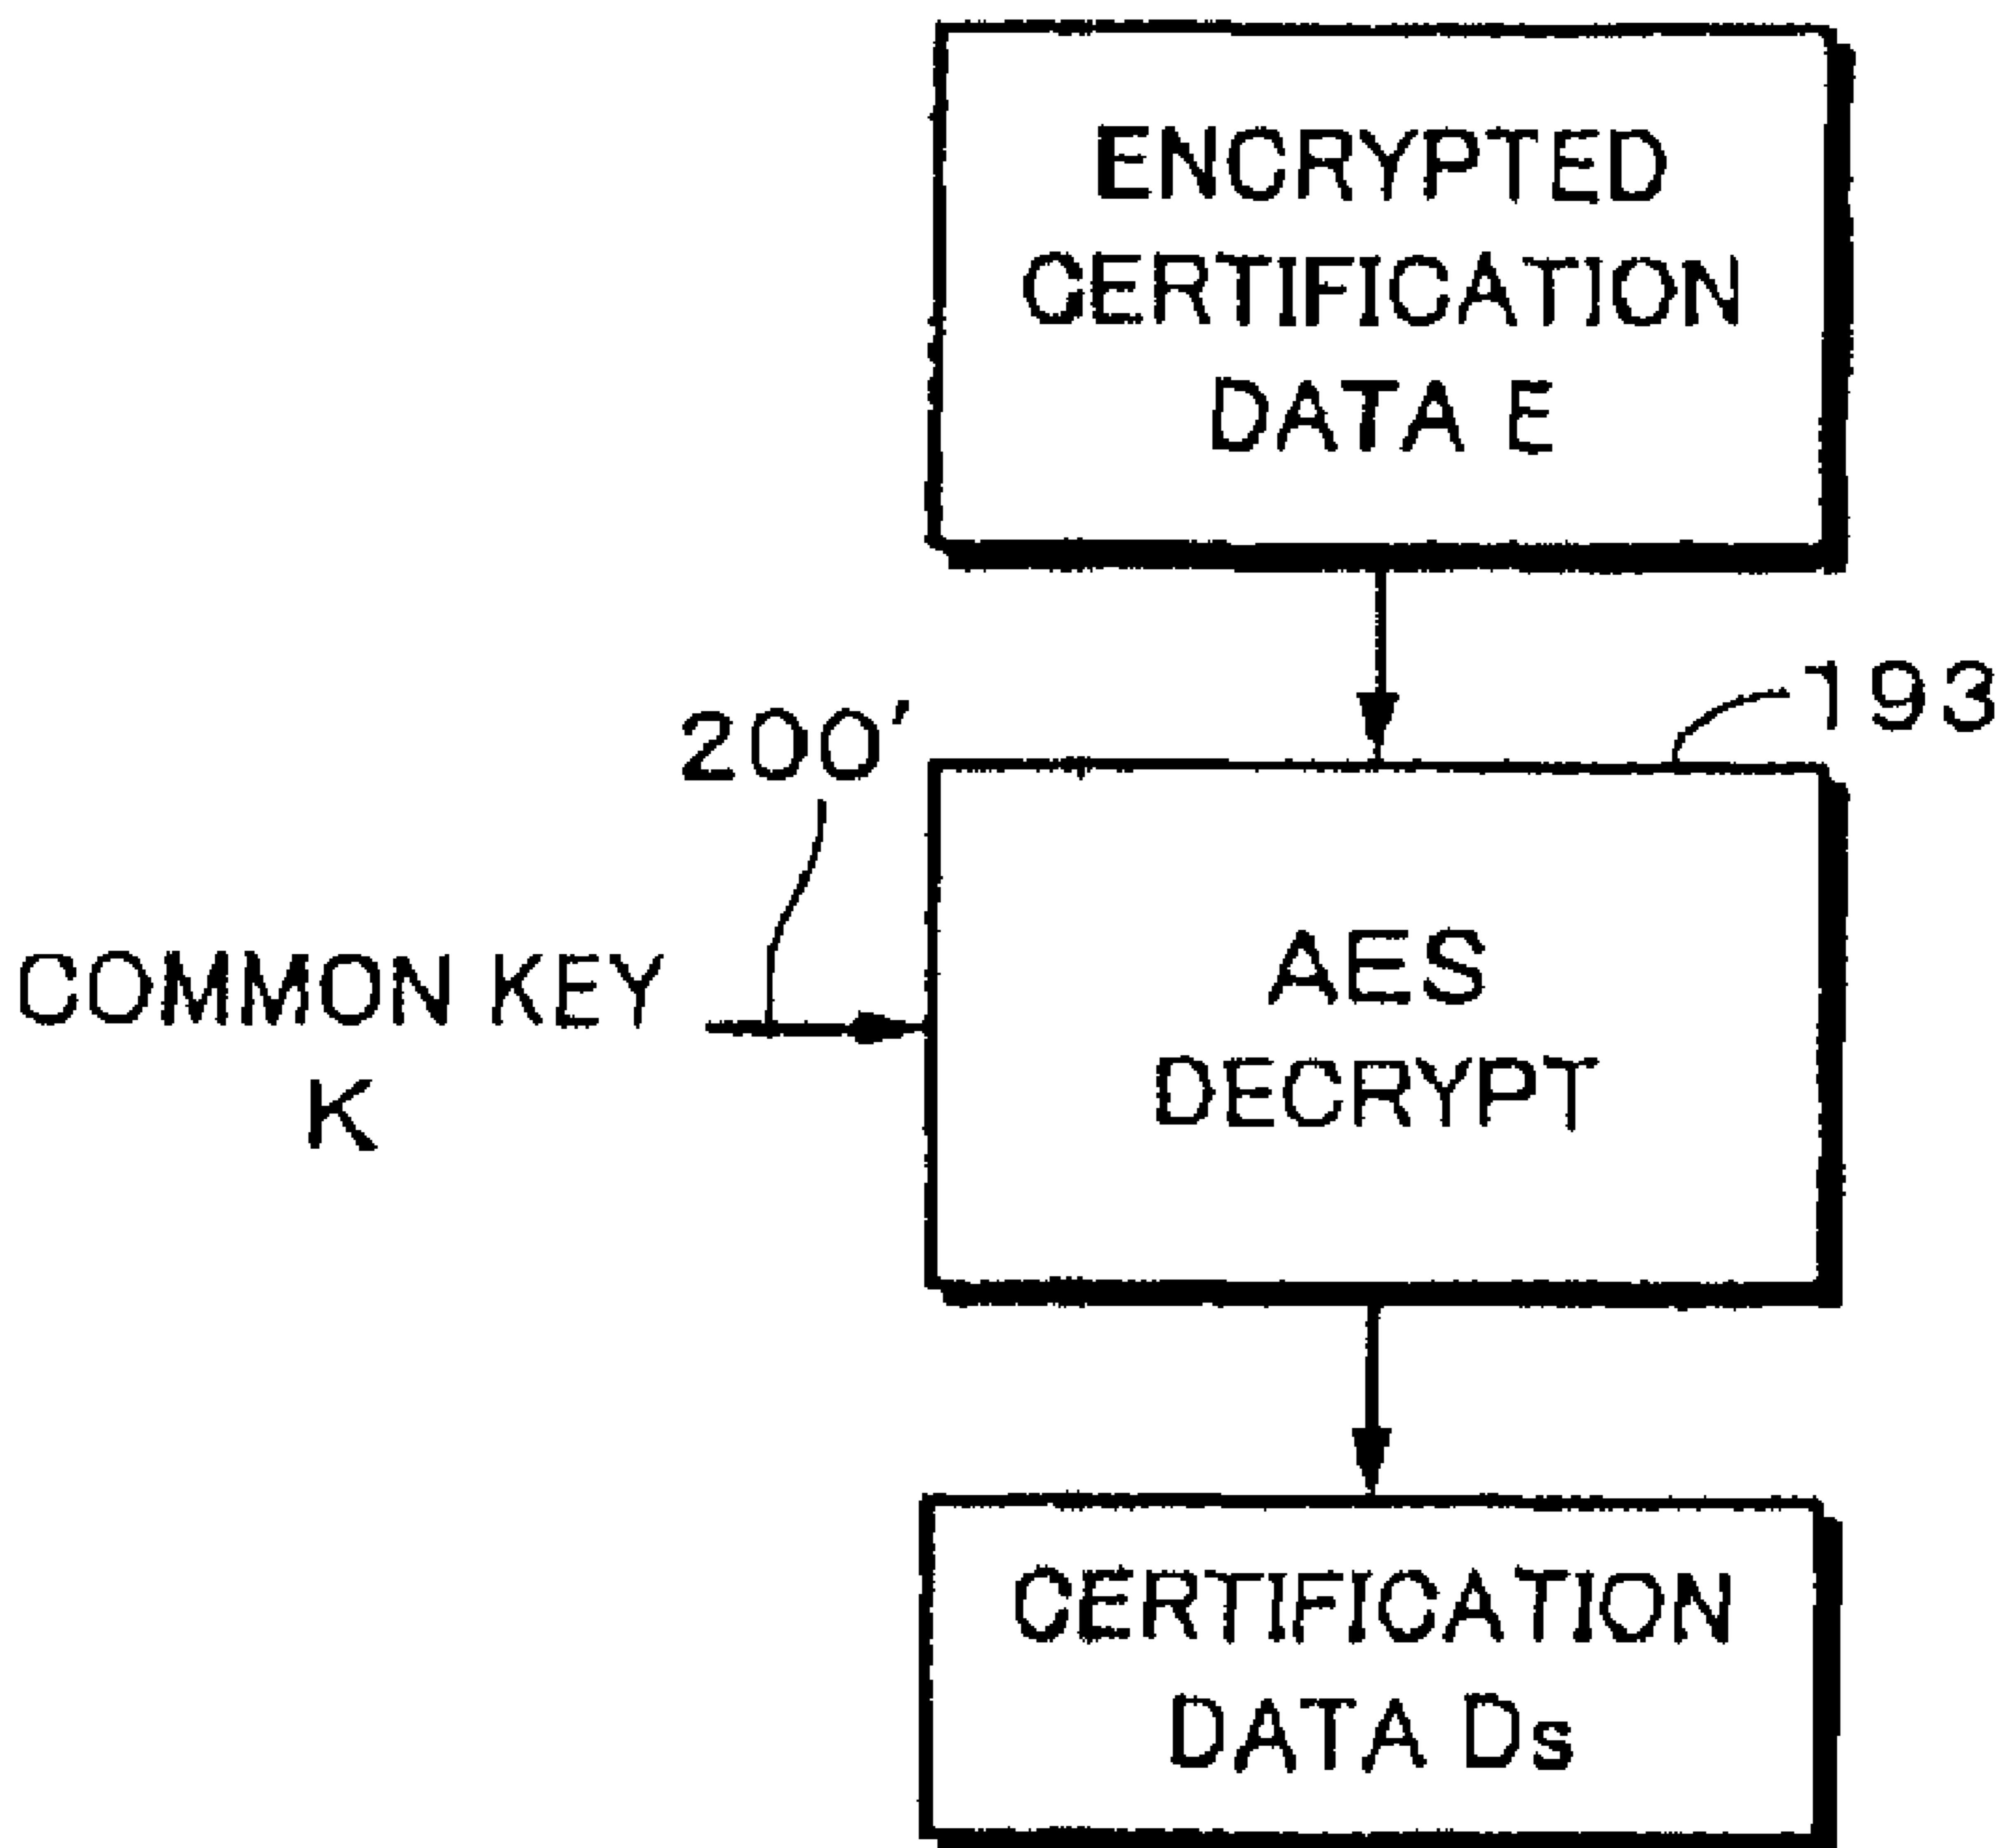 ENCRYPTED
CERTIFICATION
DATA E
193
200'
COMMON KEY
K
AES
DECRYPT
CERTIFICATION
DATA Ds